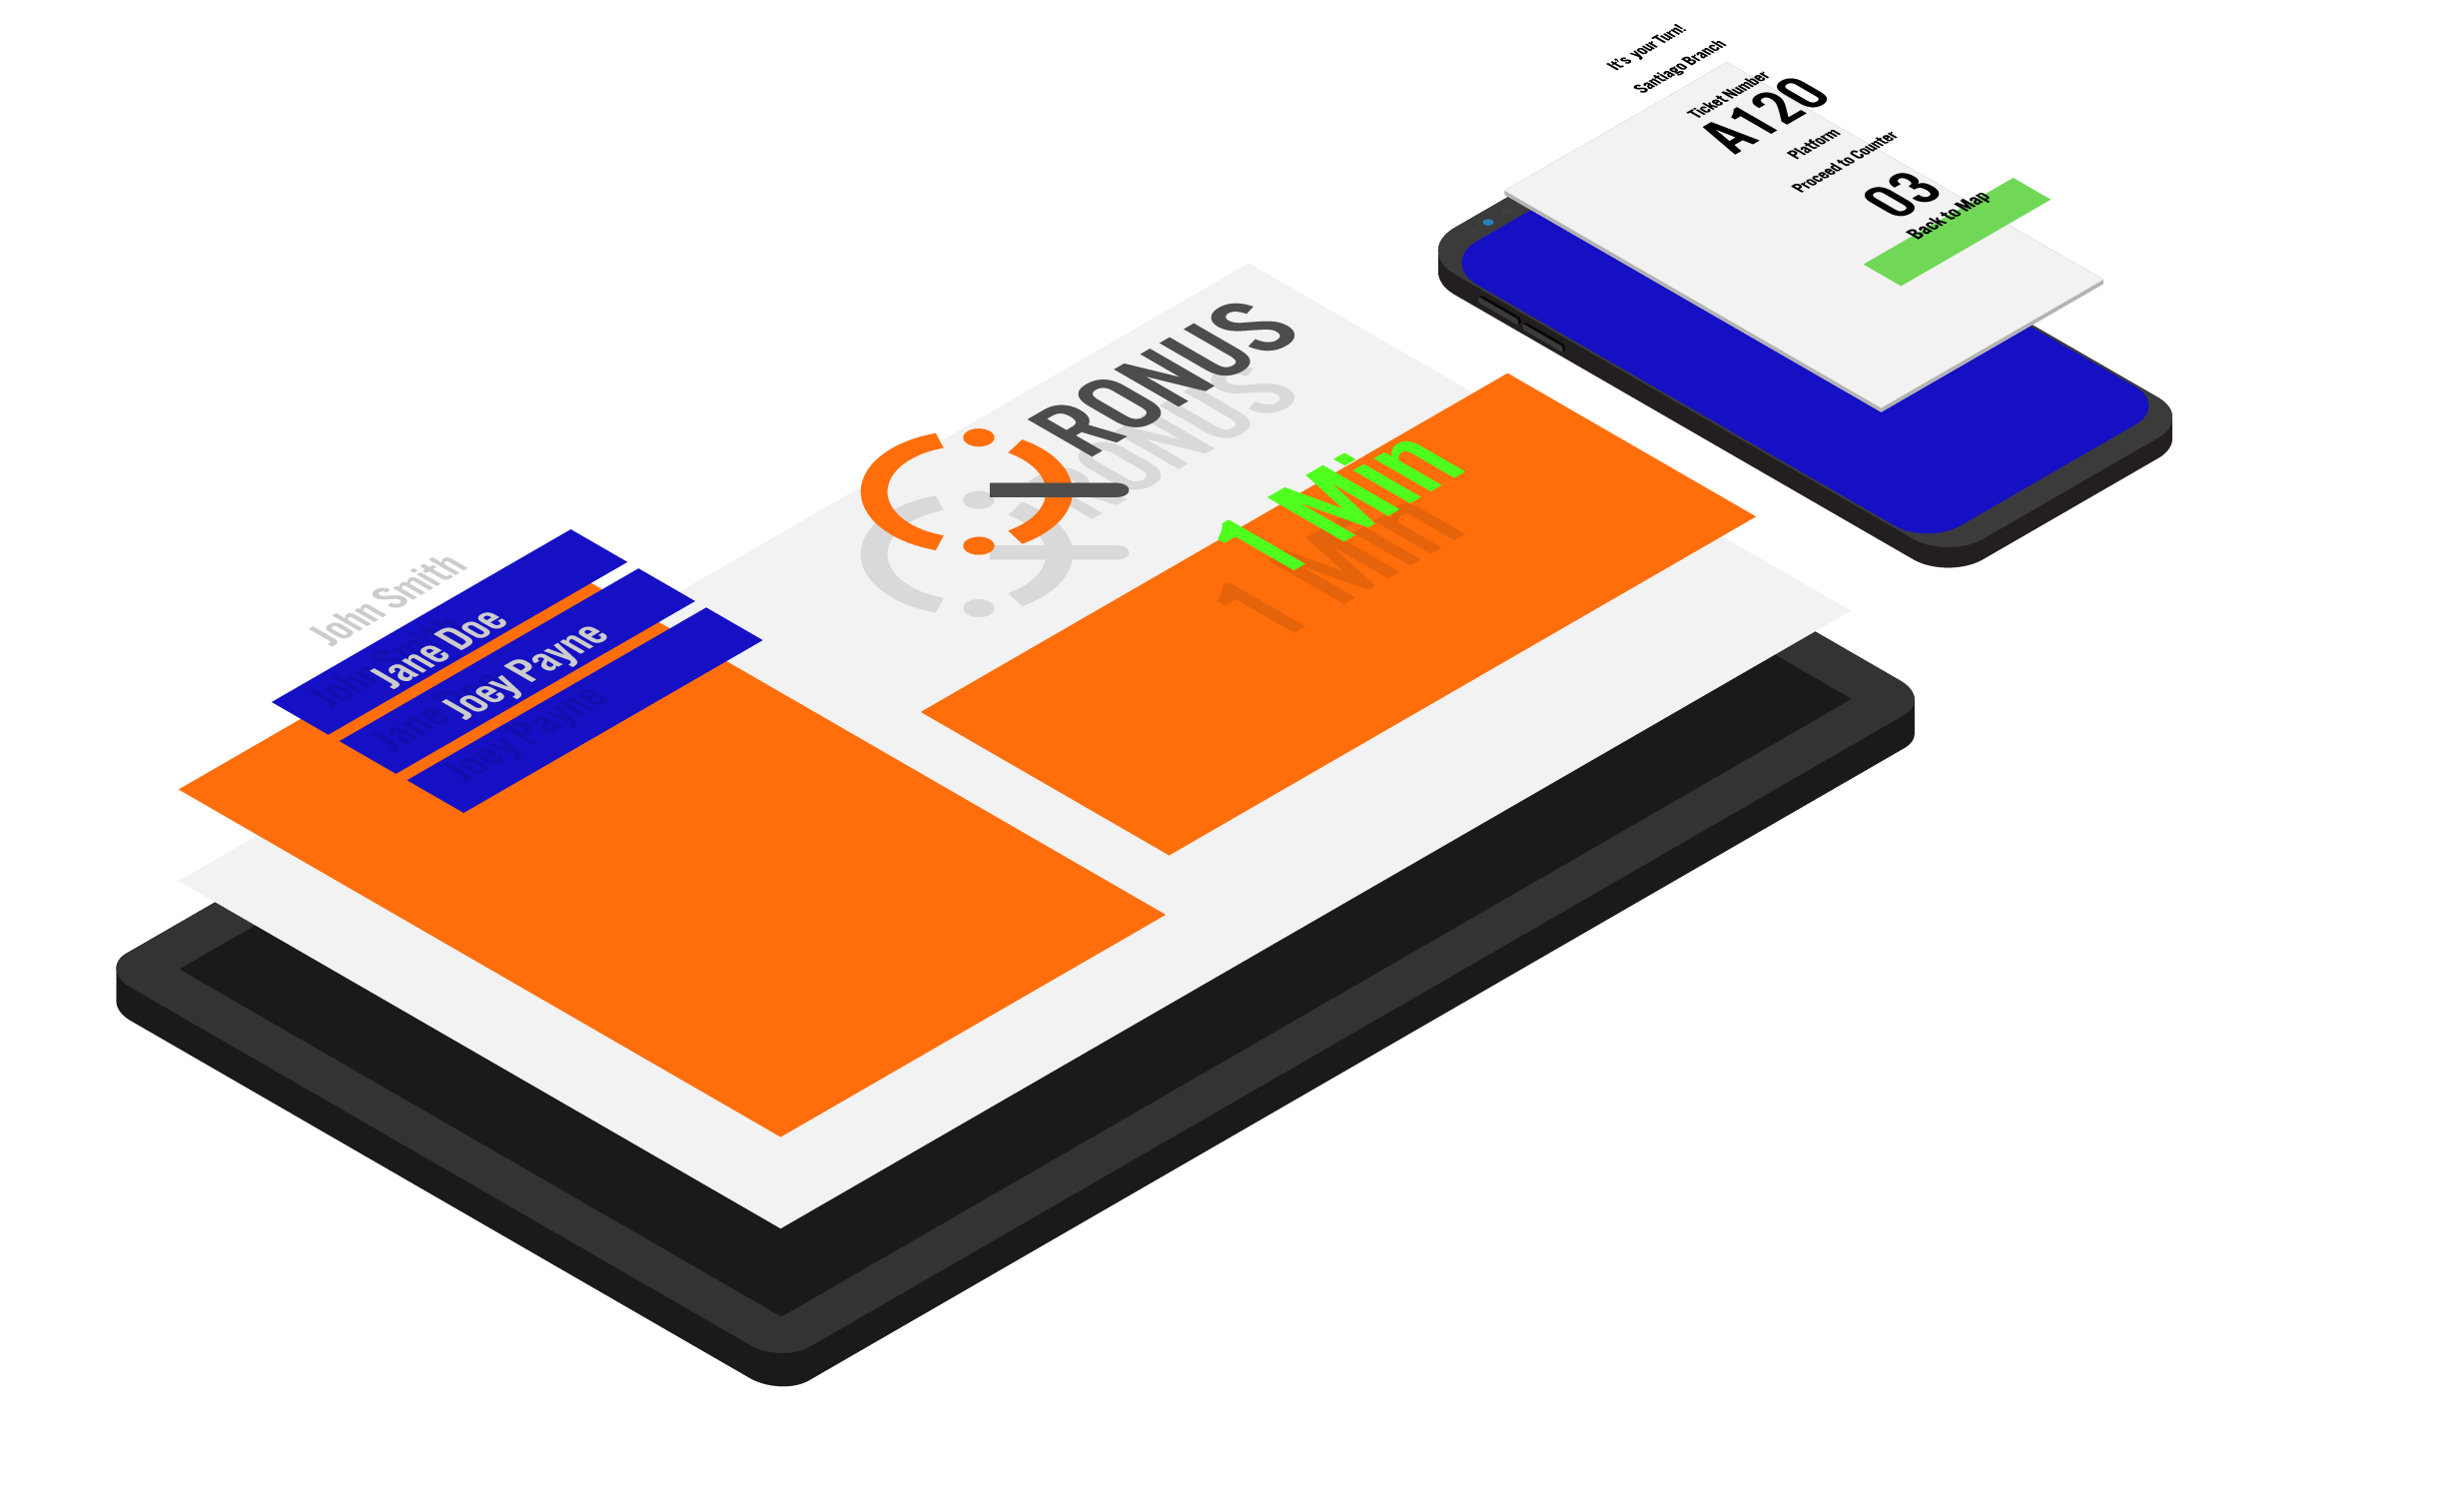 It's your Turn!
Santiago Branch
Ticket Number
A120
Platform
Proceed to Counter
03
Back to Map
RONUS
1 Min
John Smith
Jane Doe
Joey Payne